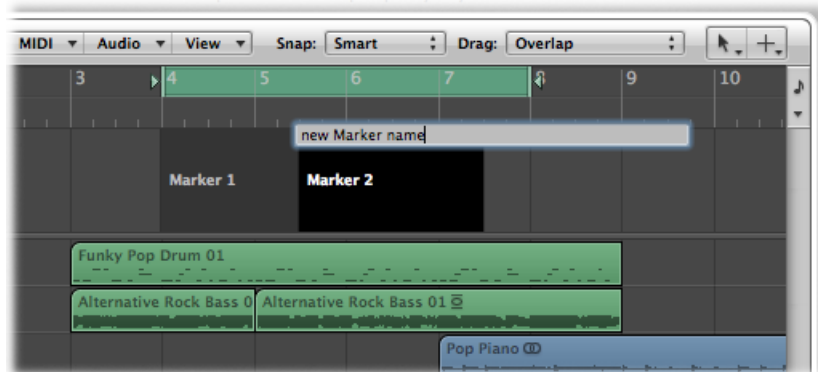 MIDI Audio View Snap: Smart Drag: Overlap
3 4 5 6 7 8 9 10
new Marker name
Marker 1 Marker 2
Funky Pop Drum 01
Alternative Rock Bass 0 Alternative Rock Bass 01
Pop Piano